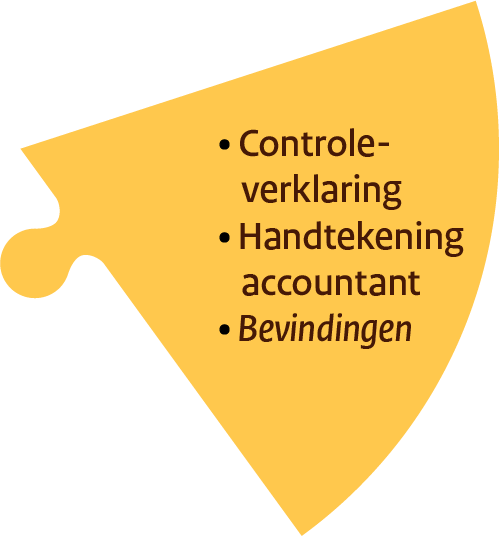 • Controle-
verklaring
• Handtekening
accountant
• Bevindingen